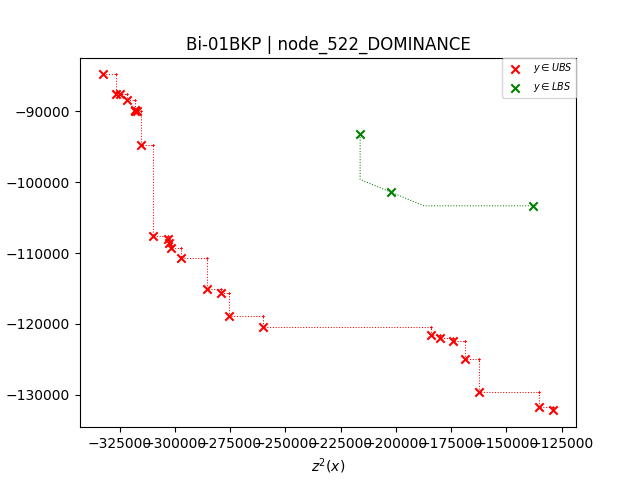 Bi-01BKP | node_522_DOMINANCE
y ∈ UBS
y ∈ LBS
−90000
−100000
−110000
−120000
−130000
−325000−300000−275000−250000−225000−200000−175000−150000−125000
z²(x)